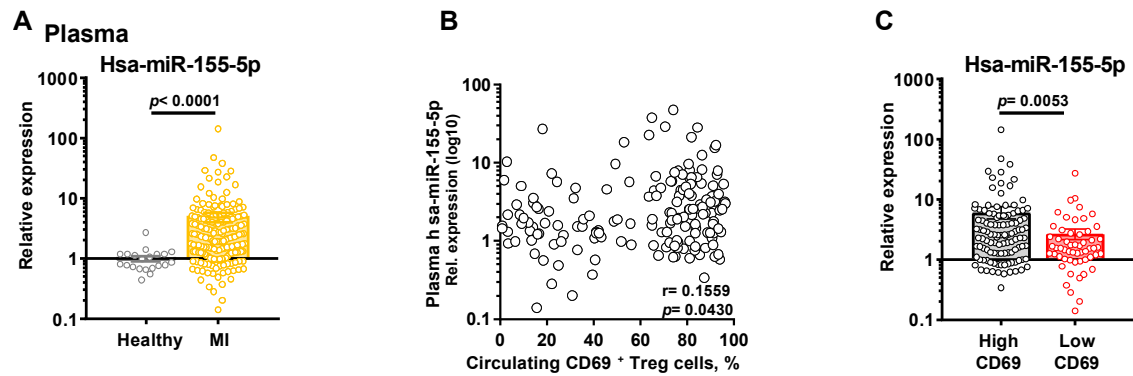 A Plasma
Hsa-miR-155-5p
p< 0.0001
Relative expression
1000
100
10
1
0.1
Healthy MI
B
Plasma h sa-miR-155-5p
Rel. expression (log10)
100
10
1
0.1
r= 0.1559
p= 0.0430
0 20 40 60 80 100
Circulating CD69 + Treg cells, %
C
Hsa-miR-155-5p
p= 0.0053
Relative expression
1000
100
10
1
0.1
High Low
CD69 CD69